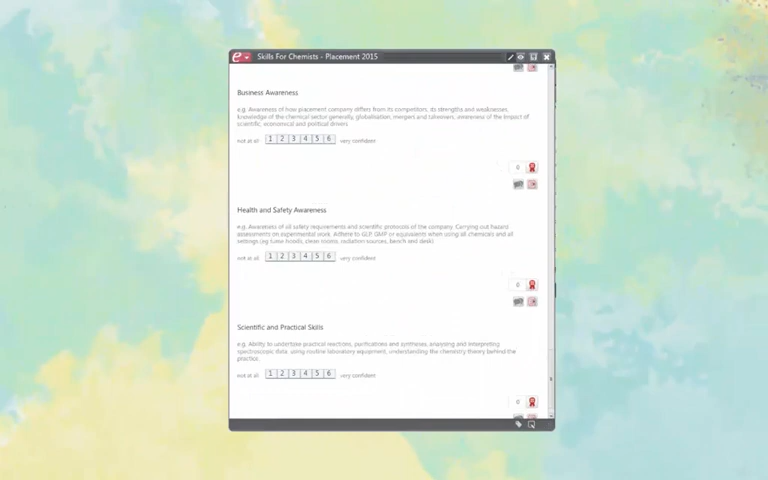 e Skills For Chemists - Placement 2015
Business Awareness
e.g. Awareness of how placement company differs from its competitors, its strengths and weaknesses,
knowledge of the chemical sector generally, globalisation, mergers and takeovers, awareness of the impact of
scientific, economical and political drivers
not at all 1 2 3 4 5 6 very confident
0
Health and Safety Awareness
e.g. Awareness of all safety requirements and scientific protocols of the company. Carrying out hazard
assessments on experimental work. Adhere to GLP, GMP or equivalents when using all chemicals and all
settings (eg fume hoods, clean rooms, radiation sources, bench and desk)
not at all 1 2 3 4 5 6 very confident
0
Scientific and Practical Skills
e.g. Ability to undertake practical reactions, purifications and syntheses, analysing and interpreting
spectroscopic data, using routine laboratory equipment, understanding the chemistry theory behind the
practice.
not at all 1 2 3 4 5 6 very confident
0